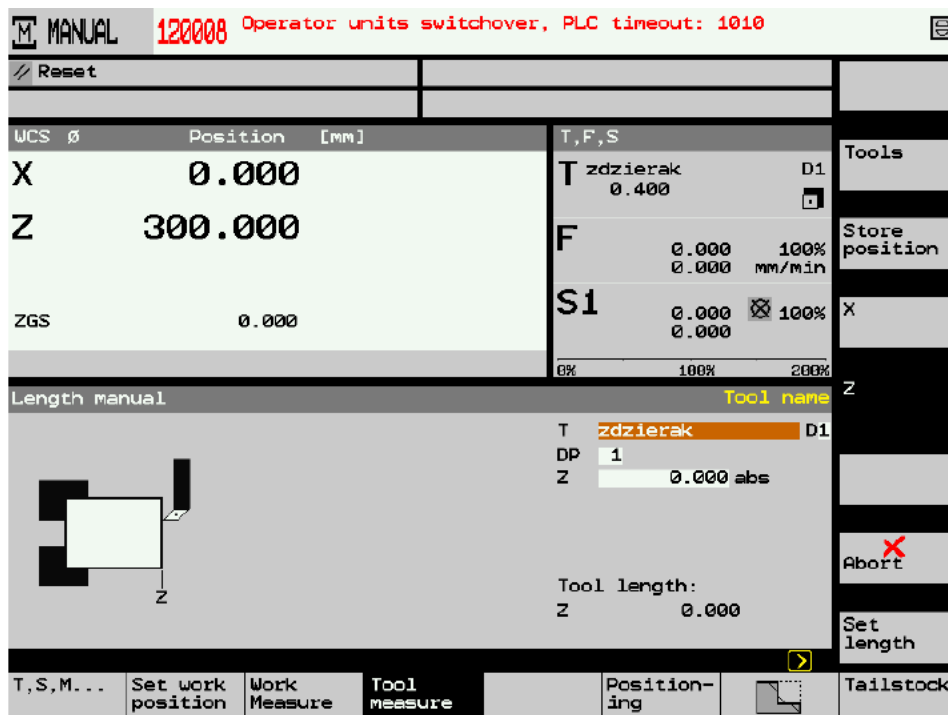 M MANUAL 120008 Operator units switchover, PLC timeout: 1010
// Reset
WCS Ø Position [mm]
X 0.000
Z 300.000
ZGS 0.000
T,F,S
T zdzierak D1
0.400
F 0.000 100%
0.000 mm/min
S1 0.000 100%
0.000
0% 100% 200%
Length manual Tool name
T zdzierak D1
DP 1
Z 0.000 abs
Z
Tool length:
Z 0.000
Tools
Store
position
X
Z
Abort
Set
length
T,S,M...
Set work
position
Work
Measure
Tool
measure
Position-
ing
Tailstock